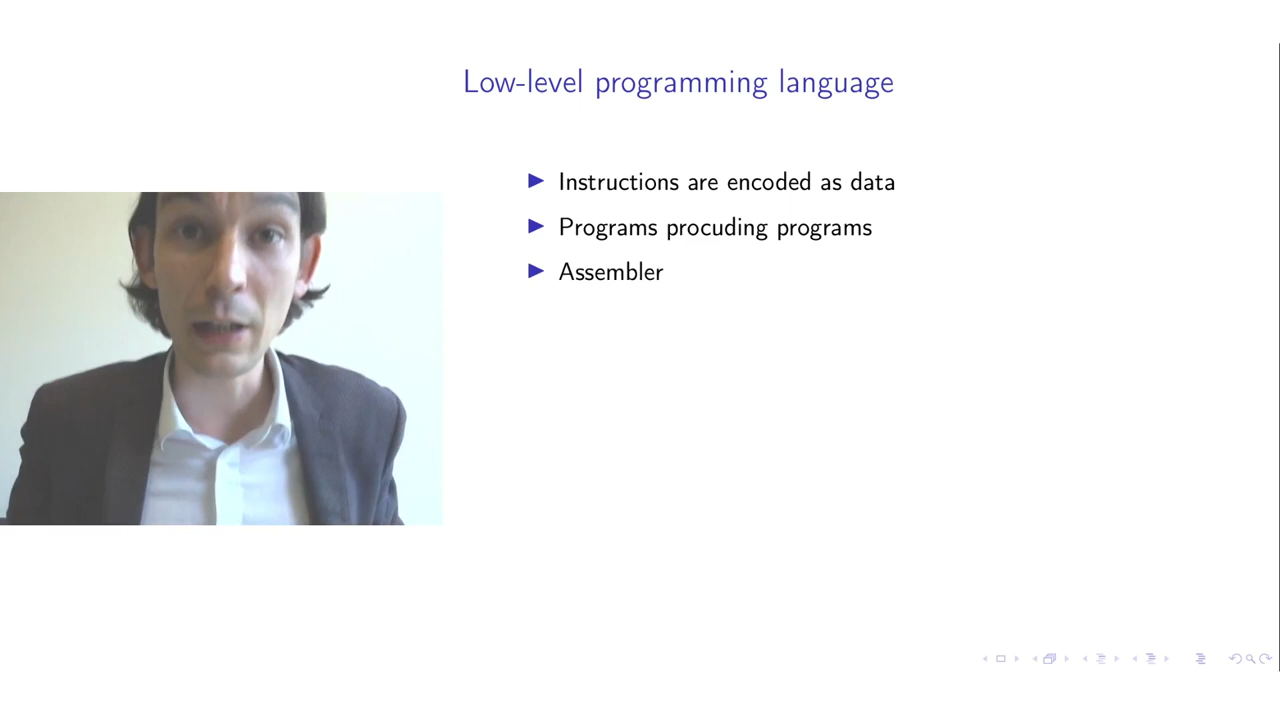 Low-level programming language
Instructions are encoded as data
Programs procuding programs
Assembler